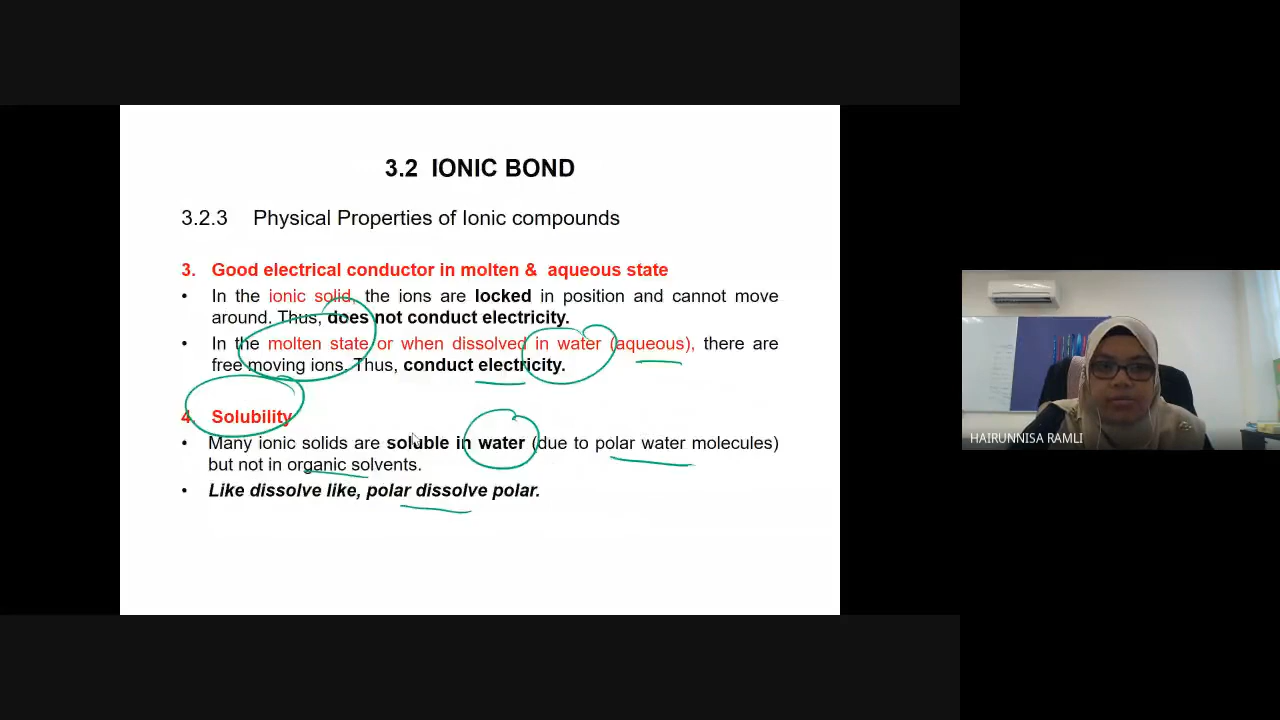 3.2 IONIC BOND
3.2.3 Physical Properties of Ionic compounds
3. Good electrical conductor in molten & aqueous state
• In the ionic solid, the ions are locked in position and cannot move
around. Thus, does not conduct electricity.
• In the molten state or when dissolved in water (aqueous), there are
free moving ions. Thus, conduct electricity.
4. Solubility
• Many ionic solids are soluble in water (due to polar water molecules)
but not in organic solvents.
• Like dissolve like, polar dissolve polar.
HAIRUNNISA RAMLI